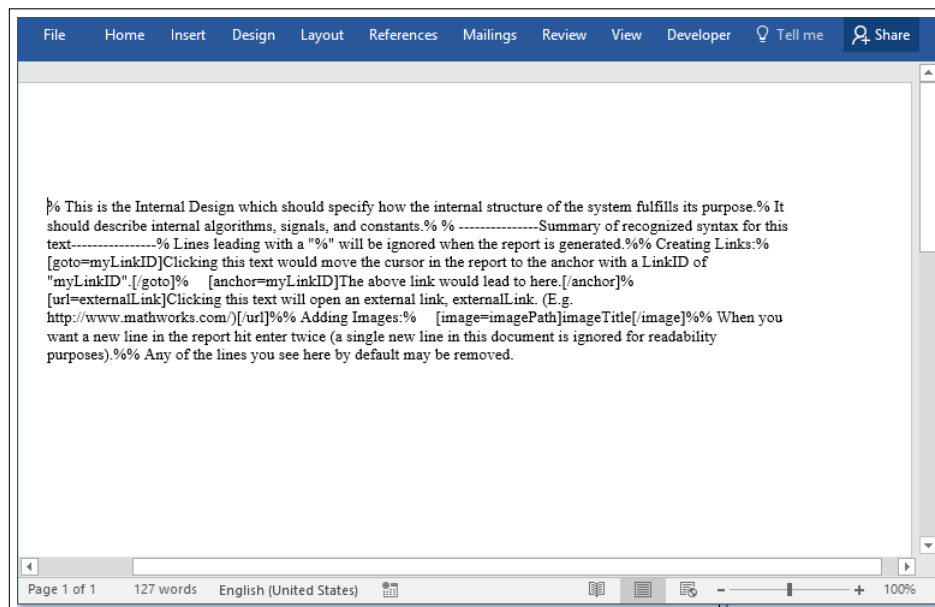 File Home Insert Design Layout References Mailings Review View Developer Tell me Share
% This is the Internal Design which should specify how the internal structure of the system fulfills its purpose.% It
should describe internal algorithms, signals, and constants.% % ---------------Summary of recognized syntax for this
text----------------% Lines leading with a "%" will be ignored when the report is generated.%% Creating Links:%
[goto=myLinkID]Clicking this text would move the cursor in the report to the anchor with a LinkID of
"myLinkID".[/goto]% [anchor=myLinkID]The above link would lead to here.[/anchor]%
[url=externalLink]Clicking this text will open an external link, externalLink. (E.g.
http://www.mathworks.com/)[/url]%% Adding Images:% [image=imagePath]imageTitle[/image]%% When you
want a new line in the report hit enter twice (a single new line in this document is ignored for readability
purposes).%% Any of the lines you see here by default may be removed.
Page 1 of 1 127 words English (United States) 100%